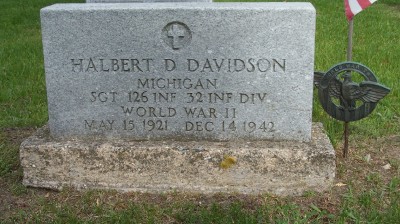 HALBERT D DAVIDSON
MICHIGAN
SGT 126 INF 32 INF DIV
WORLD WAR II
MAY 15 1921 DEC 14 1942